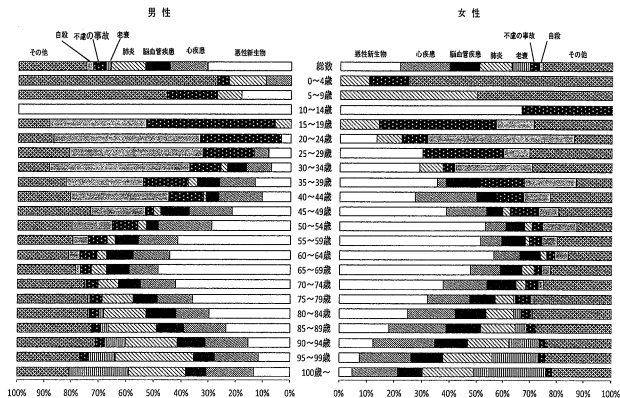 男 性
女 性
その他
自殺
不慮の事故
老衰
肺炎
脳血管疾患
心疾患
悪性新生物
悪性新生物
心疾患
脳血管疾患
肺炎
老衰
不慮の事故
自殺
その他
総数
0～4歳
5～9歳
10～14歳
15～19歳
20～24歳
25～29歳
30～34歳
35～39歳
40～44歳
45～49歳
50～54歳
55～59歳
60～64歳
65～69歳
70～74歳
75～79歳
80～84歳
85～89歳
90～94歳
95～99歳
100歳～
100% 90% 80% 70% 60% 50% 40% 30% 20% 10% 0%
0% 10% 20% 30% 40% 50% 60% 70% 80% 90% 100%